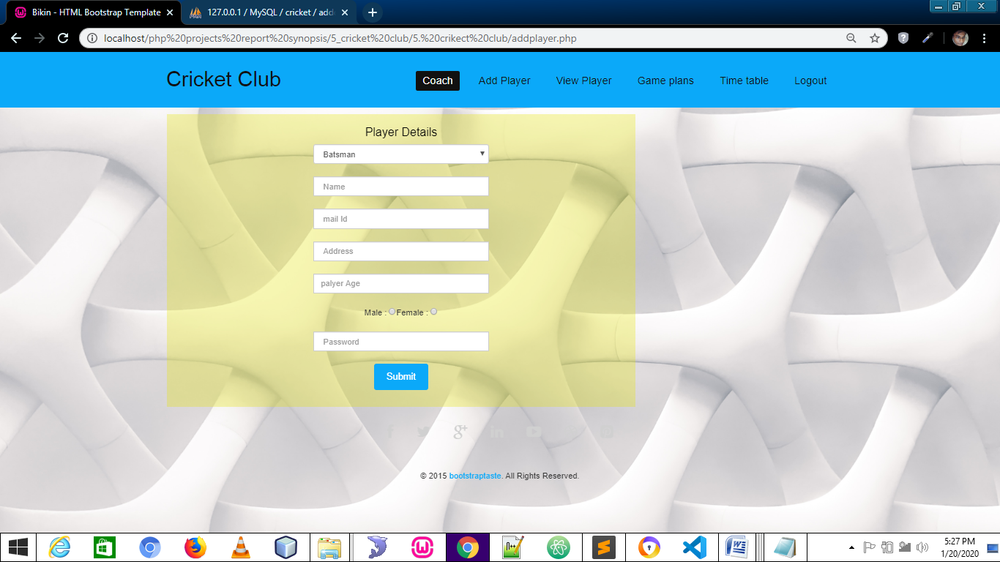 Bikin - HTML Bootstrap Template
127.0.0.1 / MySQL / cricket / add
localhost/php%20projects%20report%20synopsis/5_cricket%20club/5.%20crikect%20club/addplayer.php
Cricket Club
Coach
Add Player
View Player
Game plans
Time table
Logout
Player Details
Batsman
Name
mail Id
Address
palyer Age
Male : Female :
Password
Submit
© 2015 bootstraptaste. All Rights Reserved.
5:27 PM
1/20/2020